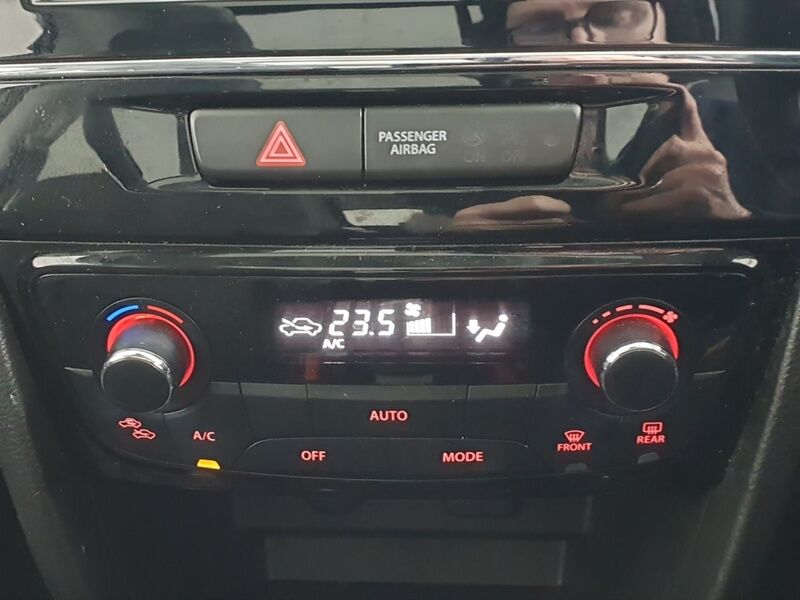 PASSENGER
AIRBAG
ON OFF
23.5
A/C
AUTO
A/C
OFF
MODE
FRONT
REAR